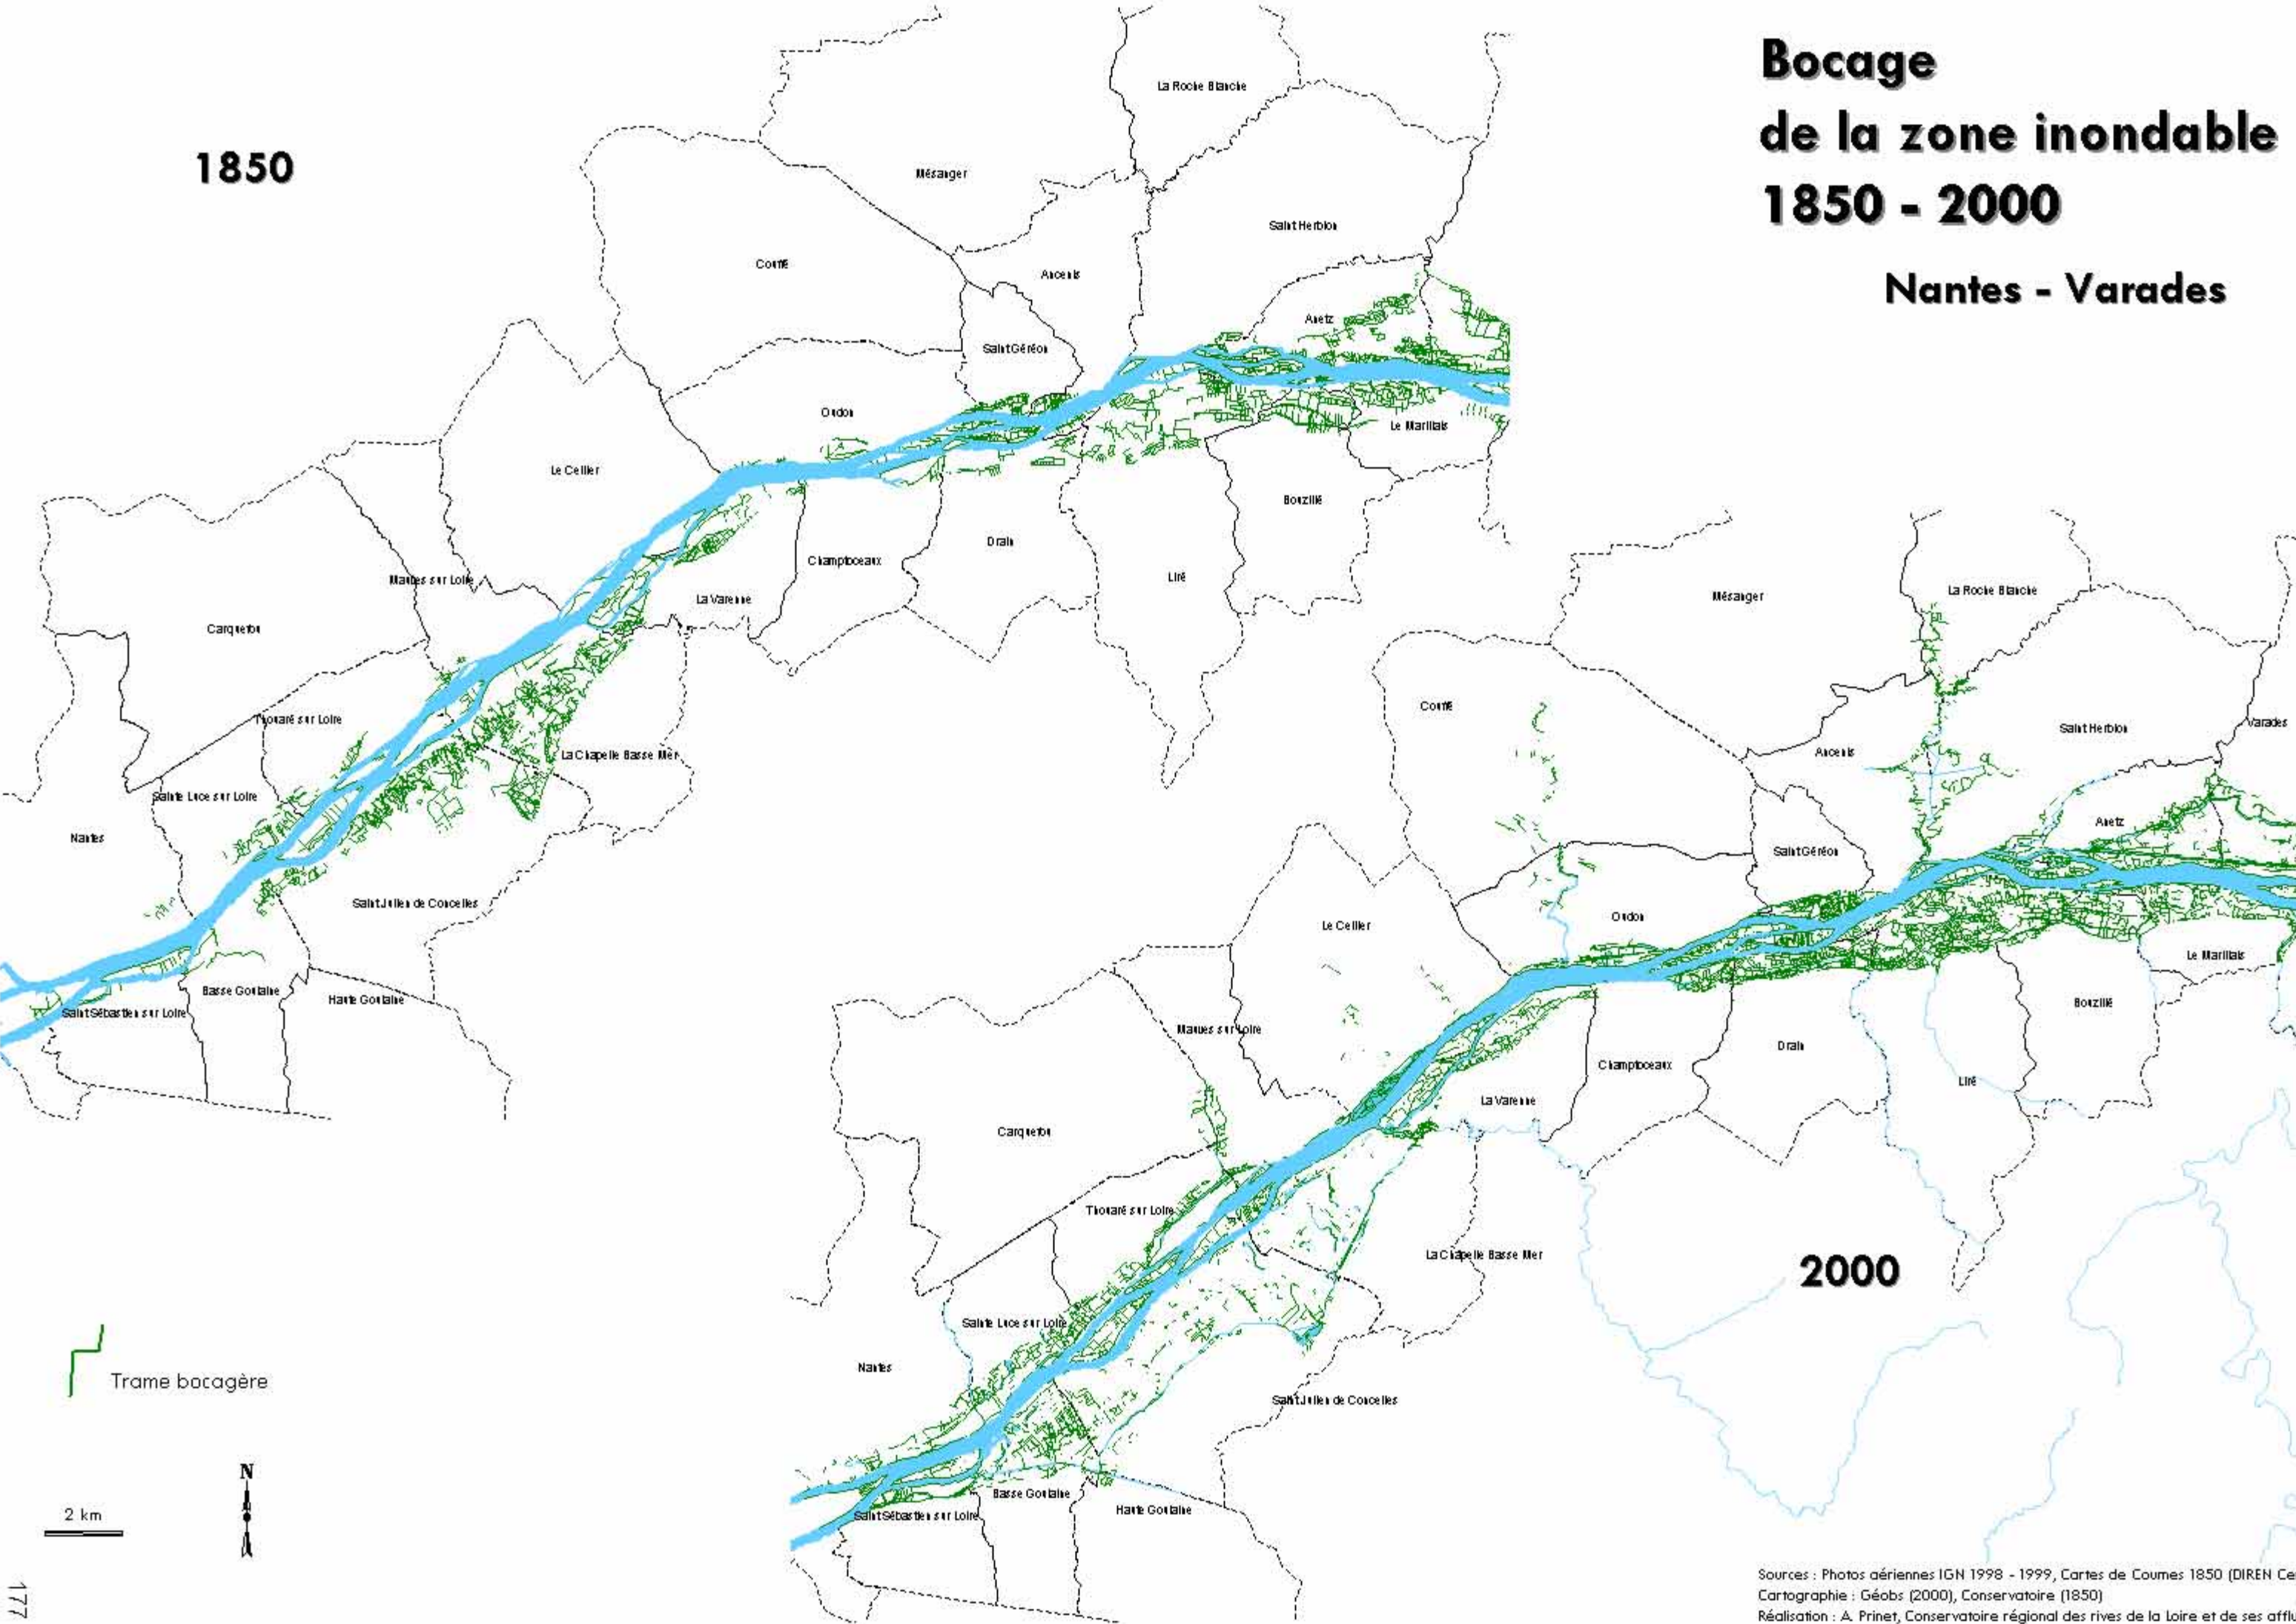 Bocage
de la zone inondable
1850 - 2000
Nantes - Varades
1850
La Roche Blanche
Mésanger
Saint Herblon
Couffé
Ancenis
Anetz
Saint Géréon
Oudon
Le Marillais
Le Cellier
Bouzillé
Drain
Champtoceaux
Liré
Mauves sur Loire
La Varenne
Carquefou
Thouaré sur Loire
La Chapelle Basse Mer
Sainte Luce sur Loire
Nantes
Saint Julien de Concelles
Basse Goulaine
Haute Goulaine
Saint Sébastien sur Loire
La Roche Blanche
Mésanger
Couffé
Varades
Saint Herblon
Ancenis
Anetz
Saint Géréon
Oudon
Le Cellier
Le Marillais
Bouzillé
Mauves sur Loire
Drain
Champtoceaux
Liré
La Varenne
Carquefou
Thouaré sur Loire
La Chapelle Basse Mer
2000
Sainte Luce sur Loire
Nantes
Saint Julien de Concelles
Basse Goulaine
Haute Goulaine
Saint Sébastien sur Loire
Trame bocagère
N
2 km
177
Sources : Photos aériennes IGN 1998 - 1999, Cartes de Coumes 1850 (DIREN Ce
Cartographie : Géobs (2000), Conservatoire (1850)
Réalisation : A. Prinet, Conservatoire régional des rives de la Loire et de ses afflu